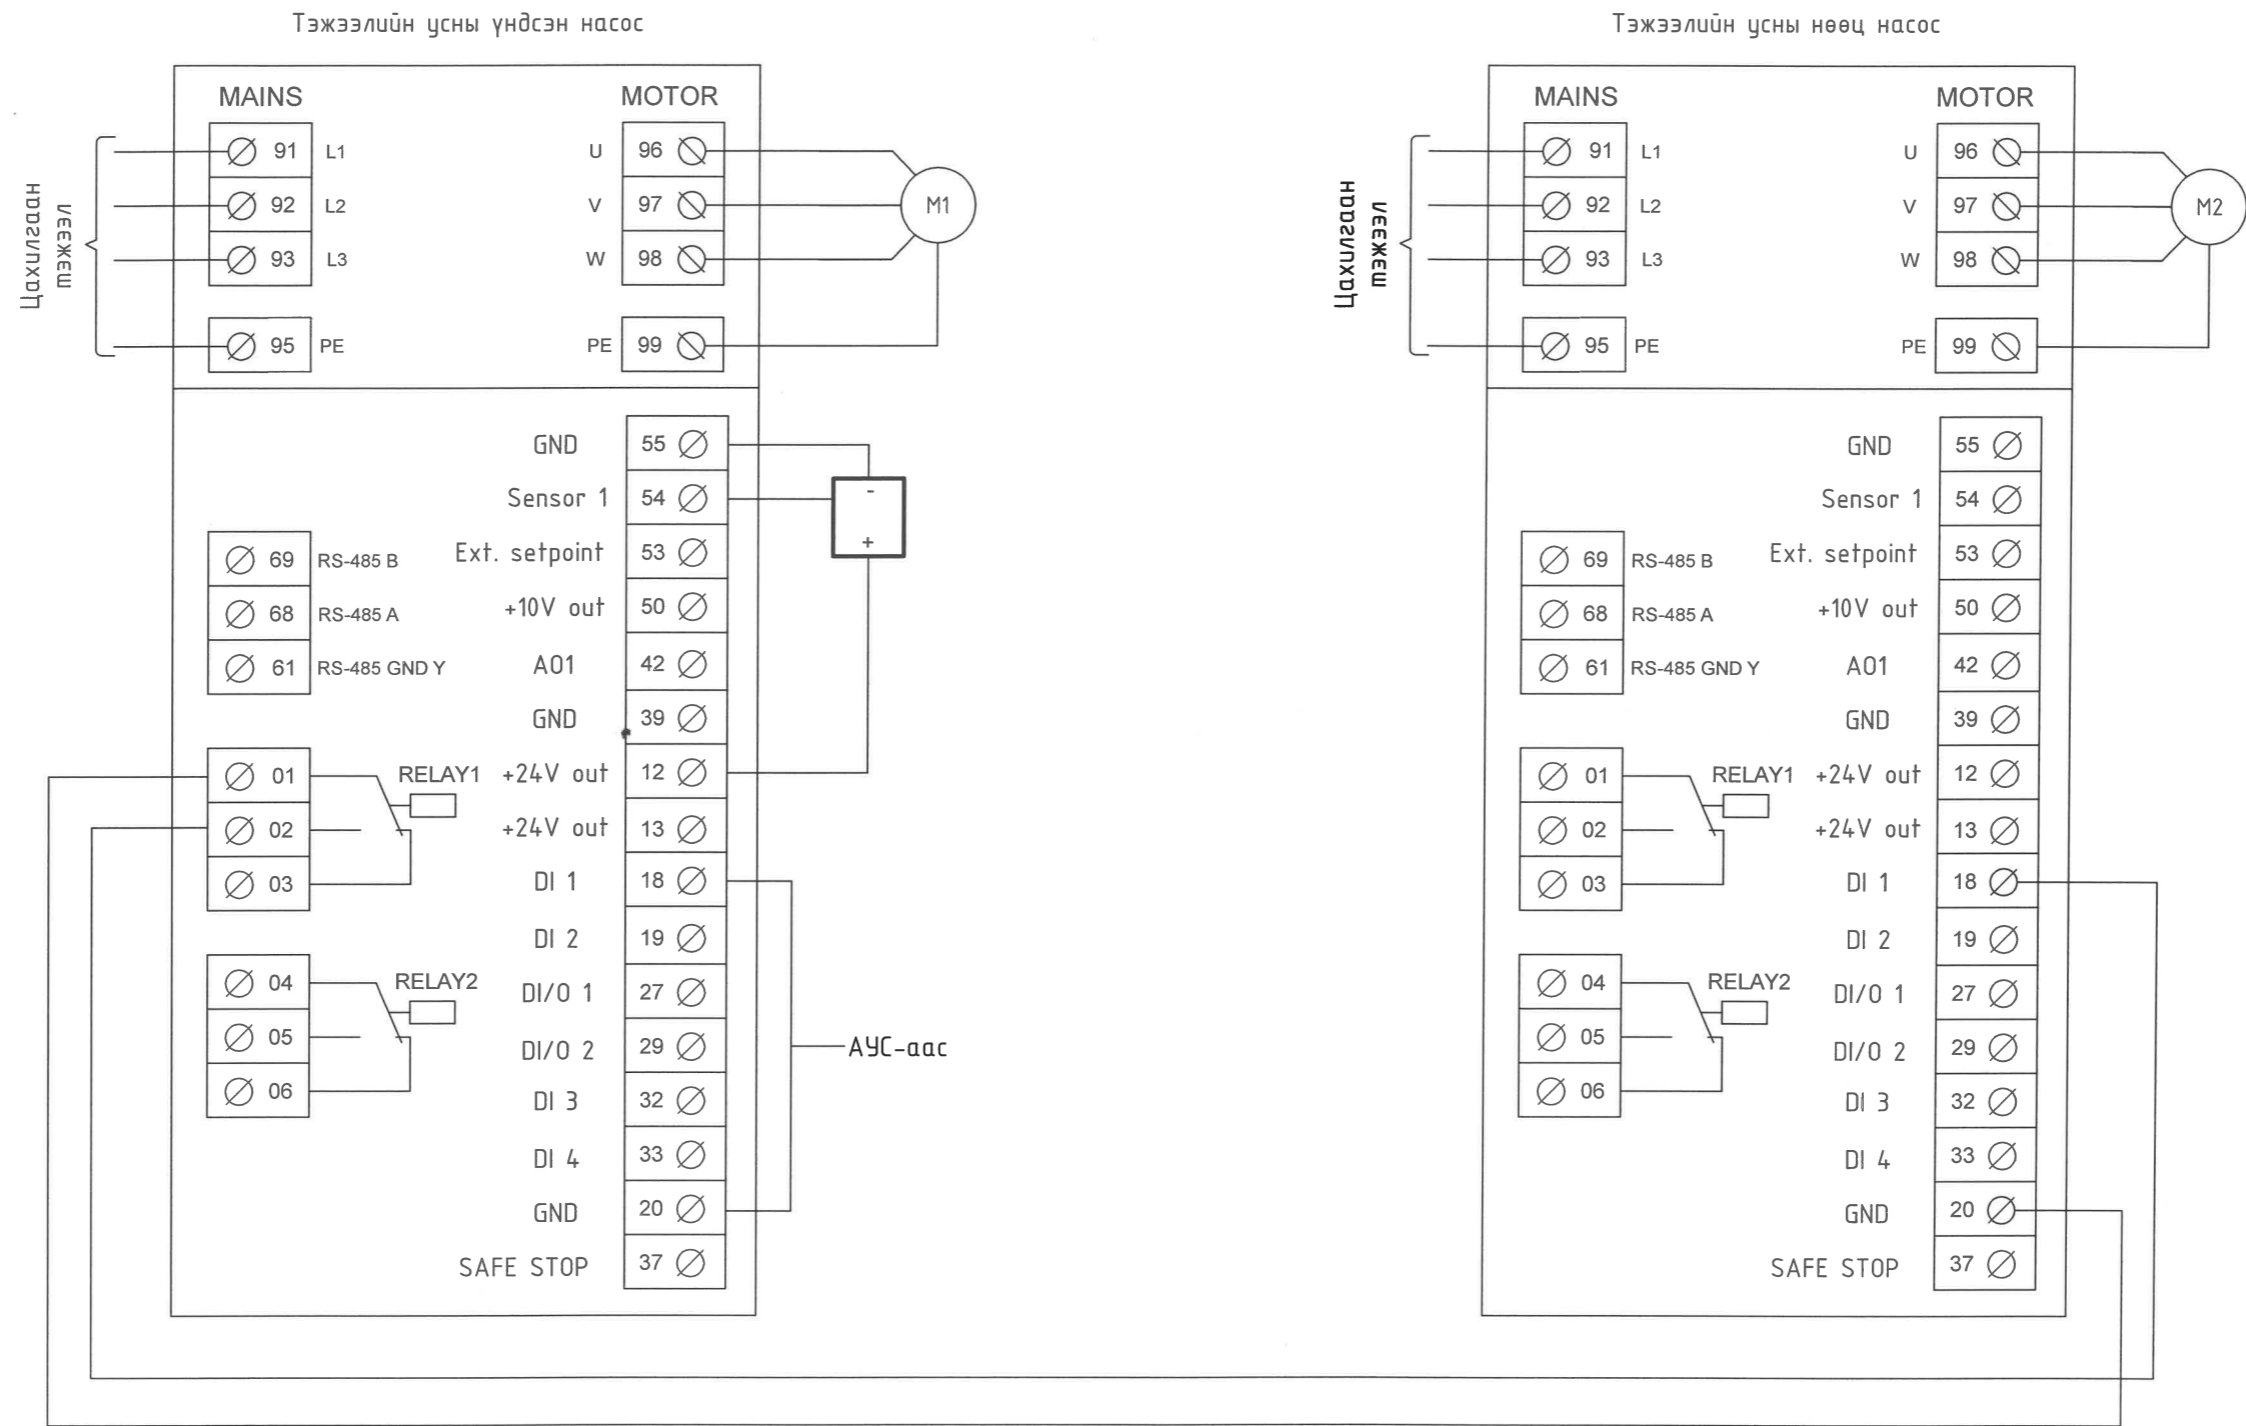 Тэжээлийн усны үндсэн насос
MAINS
MOTOR
91 L1
92 L2
93 L3
95 PE
U 96
V 97
W 98
PE 99
M1
Цахилгаан
тэжээл
GND 55
Sensor 1 54
Ext. setpoint 53
+10V out 50
AO1 42
GND 39
+24V out 12
+24V out 13
DI 1 18
DI 2 19
DI/O 1 27
DI/O 2 29
DI 3 32
DI 4 33
GND 20
SAFE STOP 37
69 RS-485 B
68 RS-485 A
61 RS-485 GND Y
01
02
03
RELAY1
04
05
06
RELAY2
-
+
АУС-аас
Тэжээлийн усны нөөц насос
MAINS
MOTOR
91 L1
92 L2
93 L3
95 PE
U 96
V 97
W 98
PE 99
M2
Цахилгаан
тэжээл
GND 55
Sensor 1 54
Ext. setpoint 53
+10V out 50
AO1 42
GND 39
+24V out 12
+24V out 13
DI 1 18
DI 2 19
DI/O 1 27
DI/O 2 29
DI 3 32
DI 4 33
GND 20
SAFE STOP 37
69 RS-485 B
68 RS-485 A
61 RS-485 GND Y
01
02
03
RELAY1
04
05
06
RELAY2